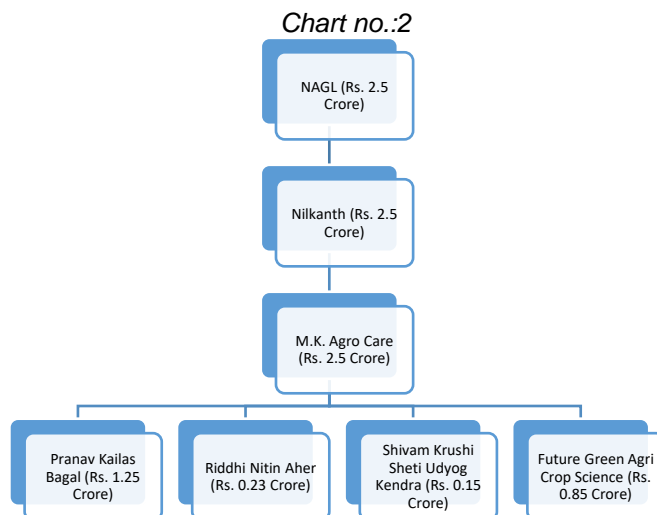 Chart no.:2
NAGL (Rs. 2.5
Crore)
Nilkanth (Rs. 2.5
Crore)
M.K. Agro Care
(Rs. 2.5 Crore)
Pranav Kailas
Bagal (Rs. 1.25
Crore)
Riddhi Nitin Aher
(Rs. 0.23 Crore)
Shivam Krushi
Sheti Udyog
Kendra (Rs. 0.15
Crore)
Future Green Agri
Crop Science (Rs.
0.85 Crore)